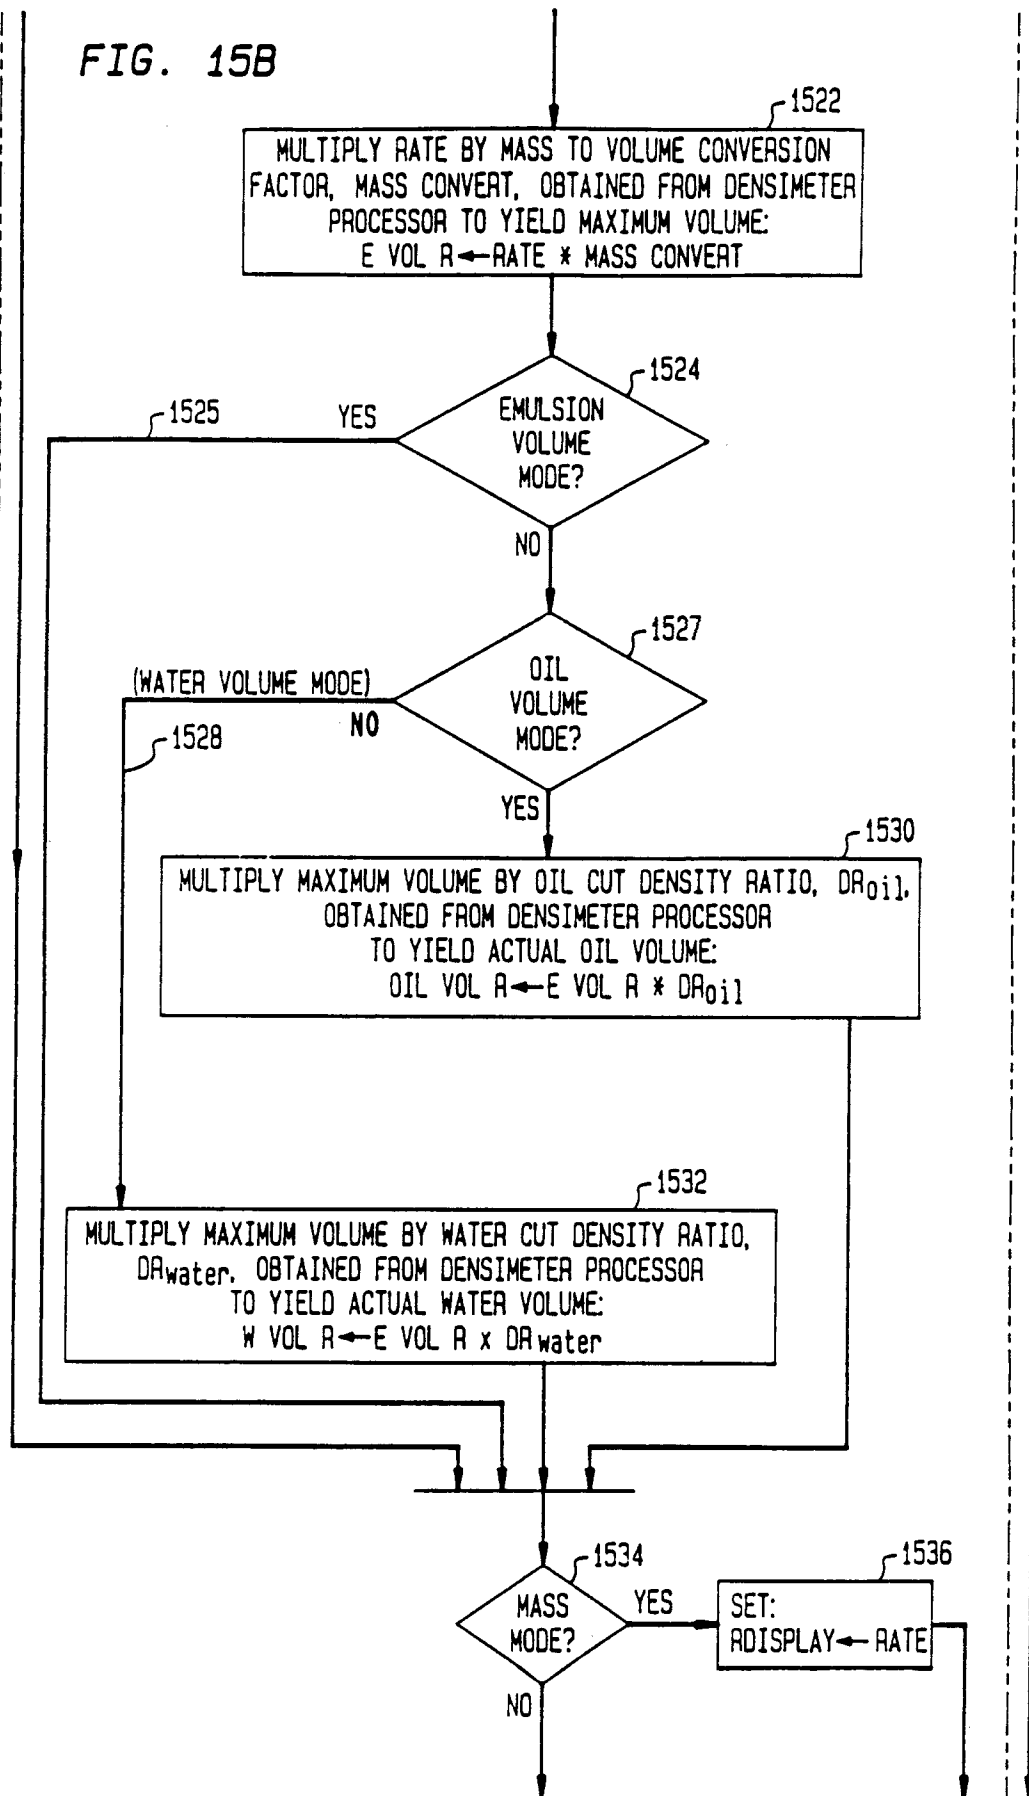 FIG. 15B
1522
MULTIPLY RATE BY MASS TO VOLUME CONVERSION
FACTOR, MASS CONVERT, OBTAINED FROM DENSIMETER
PROCESSOR TO YIELD MAXIMUM VOLUME:
E VOL R←RATE * MASS CONVERT
1524
EMULSION
VOLUME
MODE?
YES
1525
NO
1527
OIL
VOLUME
MODE?
(WATER VOLUME MODE)
NO
1528
YES
1530
MULTIPLY MAXIMUM VOLUME BY OIL CUT DENSITY RATIO, DRoil,
OBTAINED FROM DENSIMETER PROCESSOR
TO YIELD ACTUAL OIL VOLUME:
OIL VOL R←E VOL R * DRoil
1532
MULTIPLY MAXIMUM VOLUME BY WATER CUT DENSITY RATIO,
DRwater, OBTAINED FROM DENSIMETER PROCESSOR
TO YIELD ACTUAL WATER VOLUME:
W VOL R←E VOL R x DRwater
1534
MASS
MODE?
YES
1536
SET:
RDISPLAY← RATE
NO